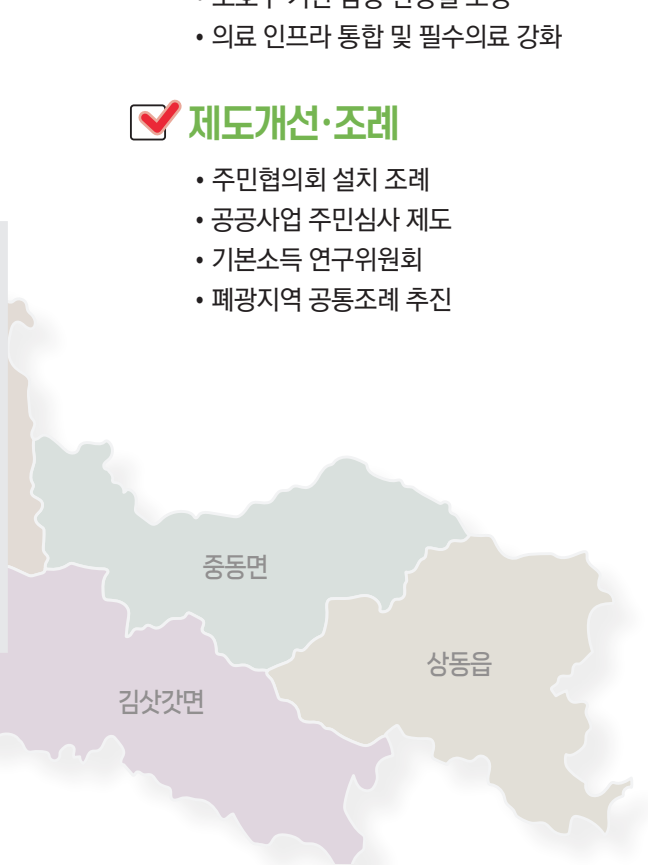 • 의료 인프라 통합 및 필수의료 강화
제도개선·조례
• 주민협의회 설치 조례
• 공공사업 주민심사 제도
• 기본소득 연구위원회
• 폐광지역 공통조례 추진
중동면
상동읍
김삿갓면